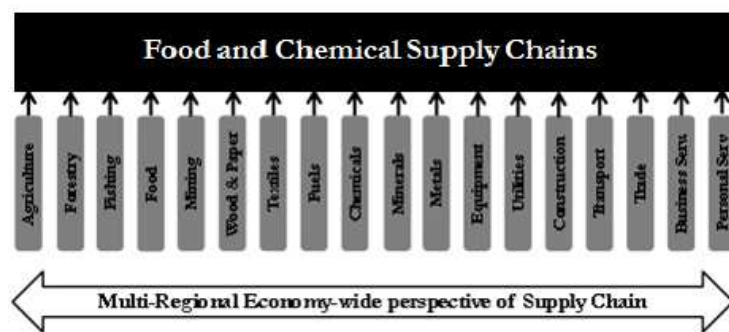 Food and Chemical Supply Chains
Agriculture
Forestry
Fishing
Food
Mining
Wood & Paper
Textiles
Fuels
Chemicals
Minerals
Metals
Equipment
Utilities
Construction
Transport
Trade
Business Serv.
Personal Serv
Multi-Regional Economy-wide perspective of Supply Chain